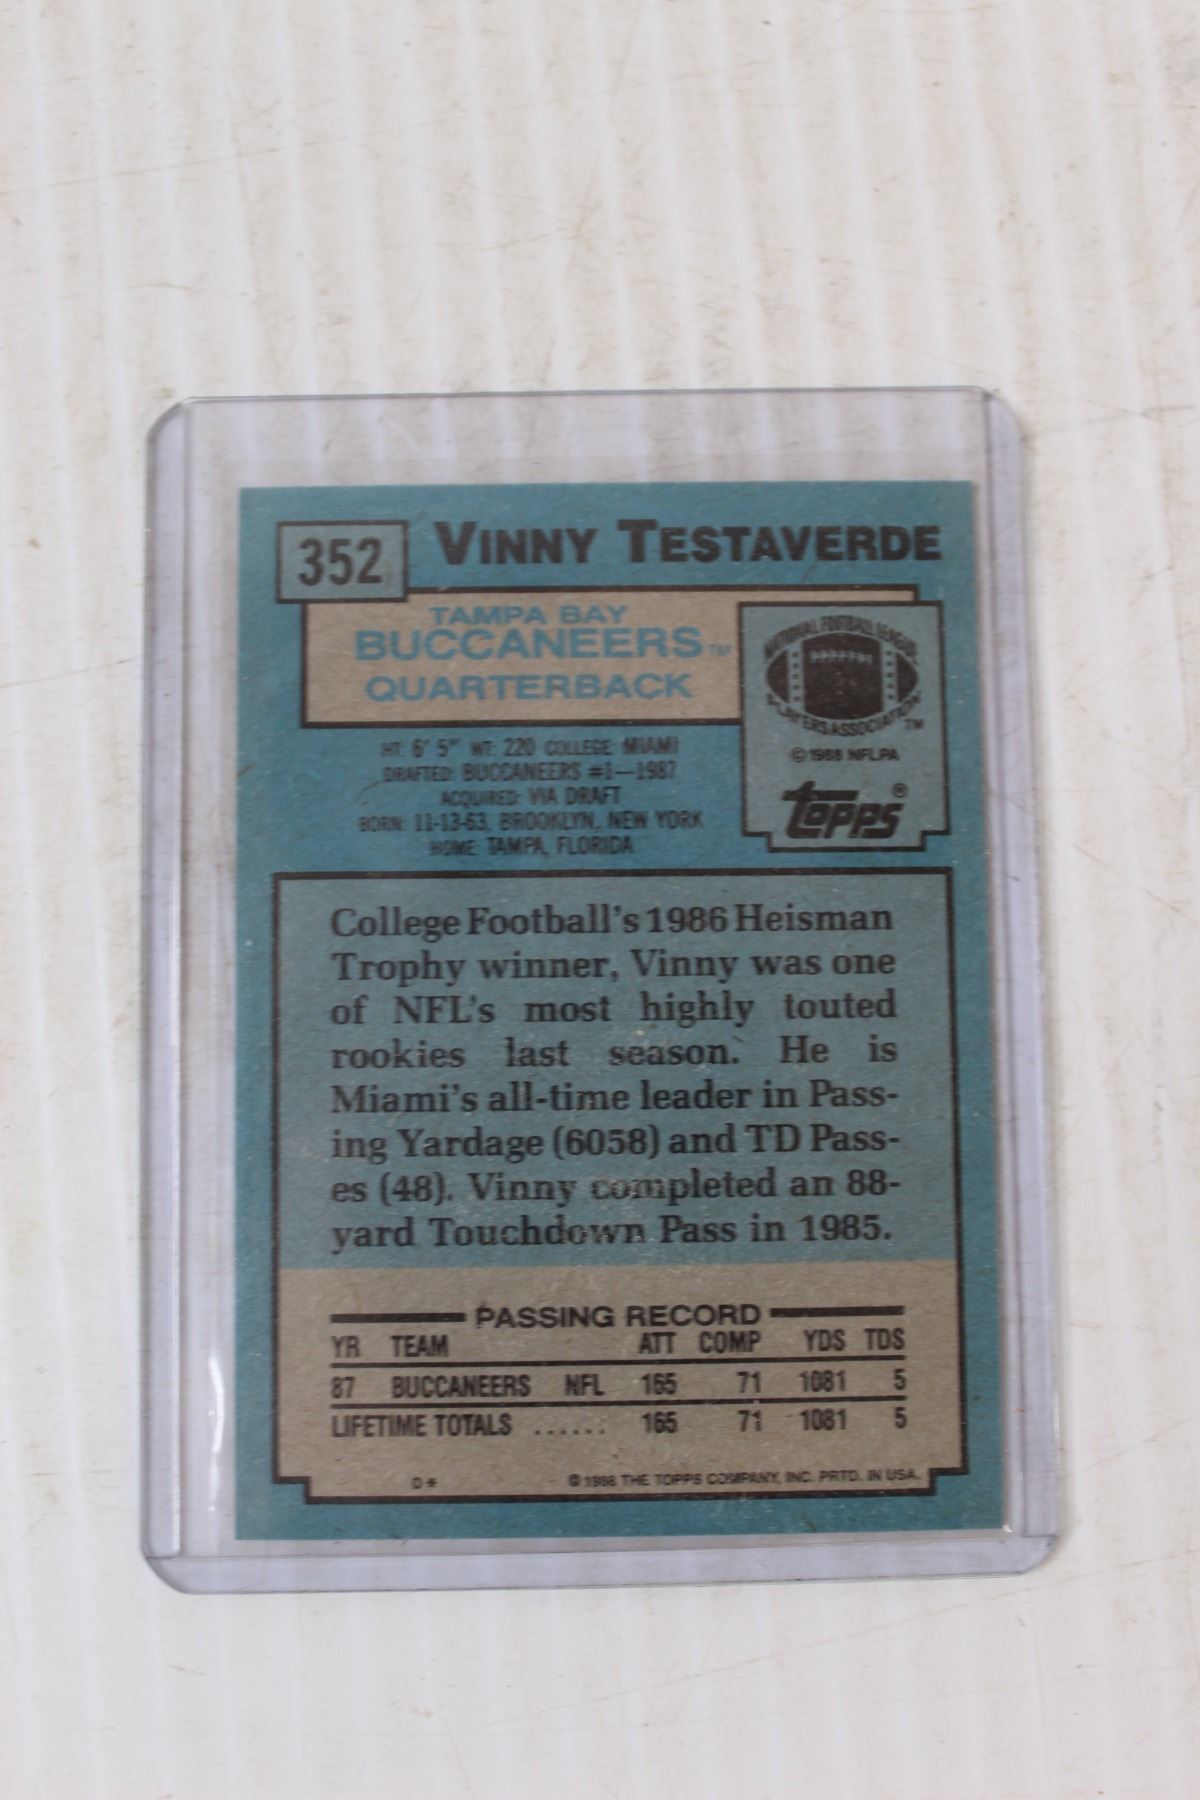 352
VINNY TESTAVERDE
TAMPA BAY
BUCCANEERS™
QUARTERBACK
NATIONAL FOOTBALL LEAGUE
PLAYERS ASSOCIATION™
© 1988 NFLPA
topps®
HT: 6' 5" WT: 220 COLLEGE: MIAMI
DRAFTED: BUCCANEERS #1—1987
ACQUIRED: VIA DRAFT
BORN: 11-13-63, BROOKLYN, NEW YORK
HOME: TAMPA, FLORIDA
College Football's 1986 Heisman
Trophy winner, Vinny was one
of NFL's most highly touted
rookies last season. He is
Miami's all-time leader in Pass-
ing Yardage (6058) and TD Pass-
es (48). Vinny completed an 88-
yard Touchdown Pass in 1985.
PASSING RECORD
YR TEAM ATT COMP YDS TDS
87 BUCCANEERS NFL 165 71 1081 5
LIFETIME TOTALS ...... 165 71 1081 5
D* © 1988 THE TOPPS COMPANY, INC. PRTD. IN USA.